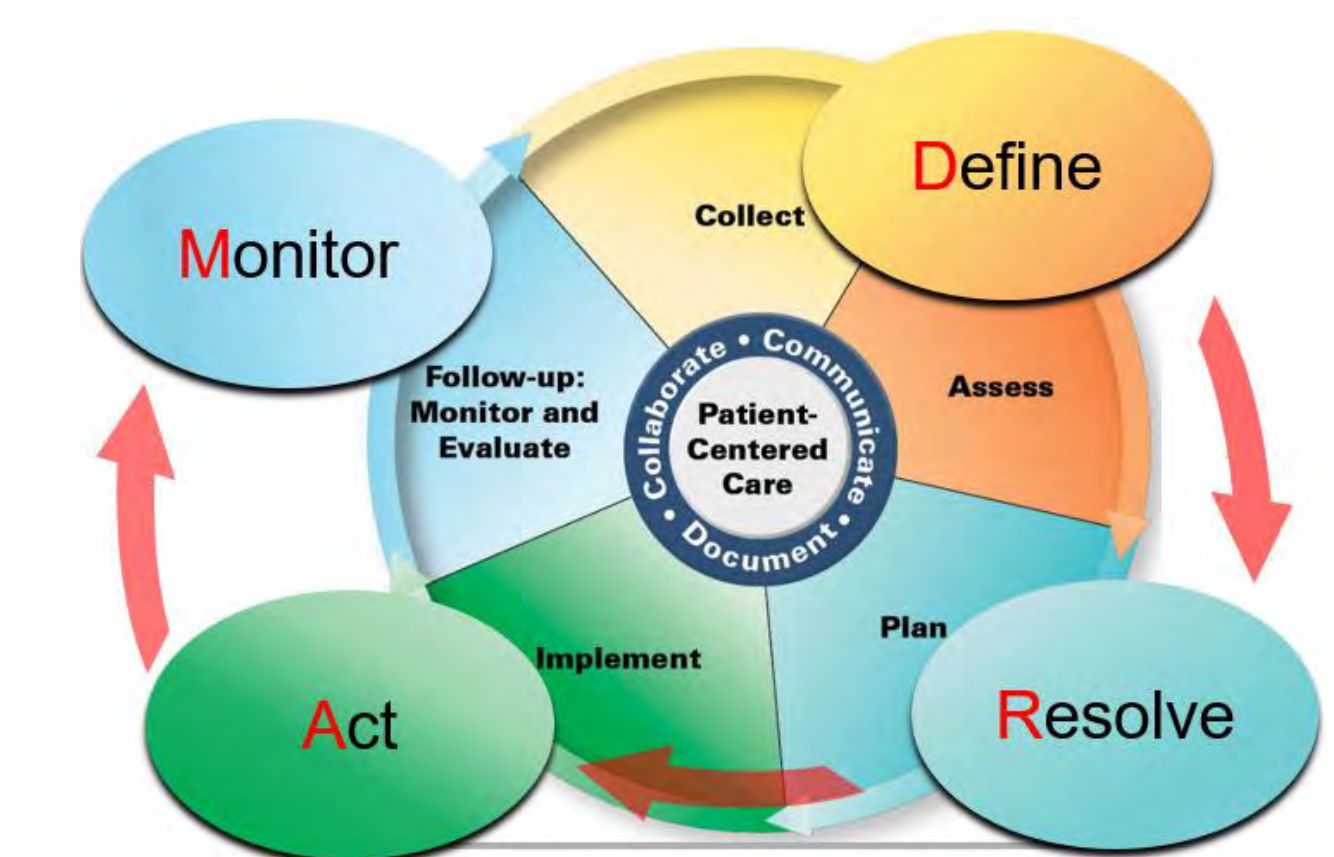 Define
Monitor
Collect
Assess
Follow-up:
Monitor and
Evaluate
Collaborate • Communicate • Document •
Patient-
Centered
Care
Plan
Implement
Resolve
Act